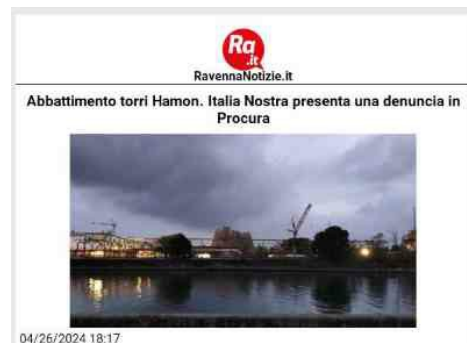 Ra
.it
RavennaNotizie.it
Abbattimento torri Hamon. Italia Nostra presenta una denuncia in
Procura
04/26/2024 18:17